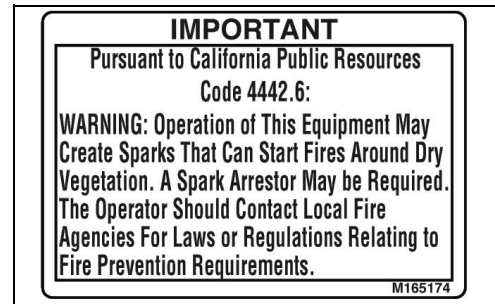 IMPORTANT
Pursuant to California Public Resources
Code 4442.6:
WARNING: Operation of This Equipment May
Create Sparks That Can Start Fires Around Dry
Vegetation. A Spark Arrestor May be Required.
The Operator Should Contact Local Fire
Agencies For Laws or Regulations Relating to
Fire Prevention Requirements.
M165174